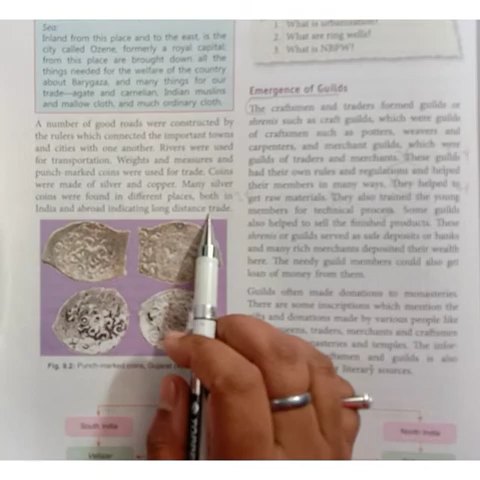 Sea:
Inland from this place and to the east, is the
city called Ozene, formerly a royal capital;
from this place are brought down all the
things needed for the welfare of the country
about Barygaza, and many things for our
trade—agate and carnelian, Indian muslins
and mallow cloth, and much ordinary cloth.
A number of good roads were constructed by
the rulers which connected the important towns
and cities with one another. Rivers were used
for transportation. Weights and measures and
punch-marked coins were used for trade. Coins
were made of silver and copper. Many silver
coins were found in different places, both in
India and abroad indicating long distance trade.
Fig. 9.2: Punch-marked coins, Gujarat
1. What is urbanisation?
2. What are ring wells?
3. What is NBPW?
Emergence of Guilds
The craftsmen and traders formed guilds or
shrenis such as craft guilds, which were guilds
of craftsmen such as potters, weavers and
carpenters, and merchant guilds, which were
guilds of traders and merchants. These guilds
had their own rules and regulations and helped
their members in many ways. They helped to
get raw materials. They also trained the young
members for technical process. Some guilds
also helped to sell the finished products. These
shrenis or guilds served as safe deposits or banks
and many rich merchants deposited their wealth
here. The needy guild members could also get
loan of money from them.
Guilds often made donations to monasteries.
There are some inscriptions which mention the
and donations made by various people like
traders, merchants and craftsmen
and temples. The
and guilds is also
literary sources.
South India
North India